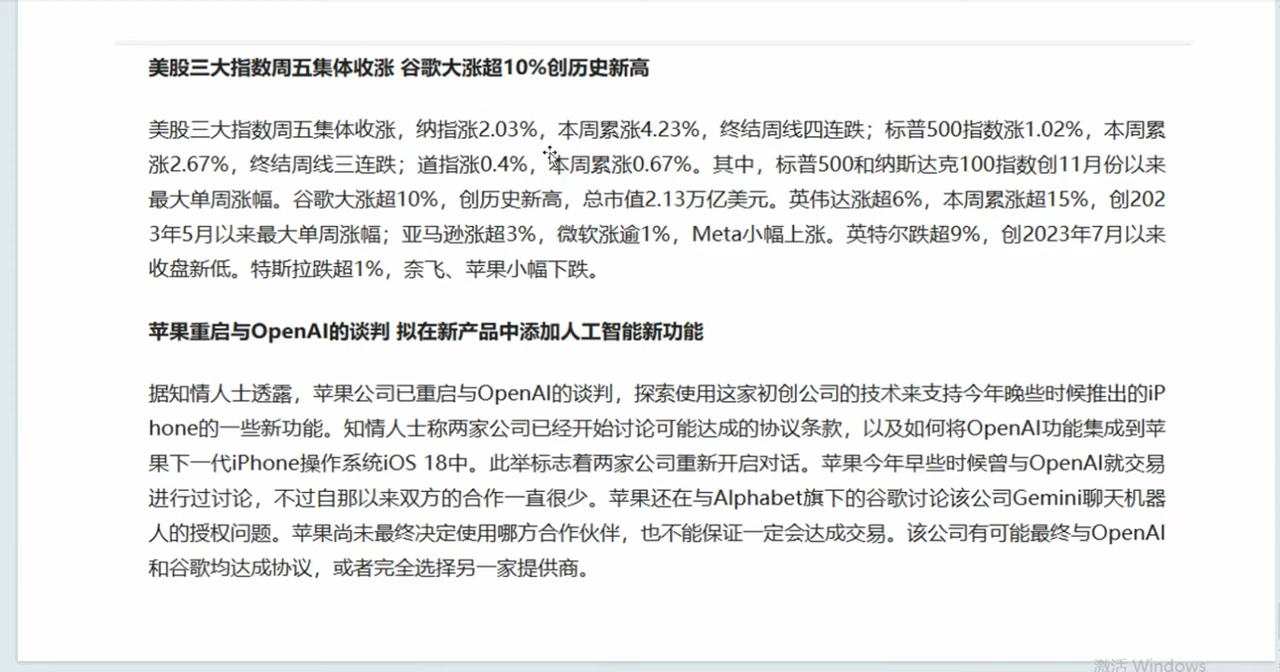 美股三大指数周五集体收涨 谷歌大涨超10%创历史新高
美股三大指数周五集体收涨，纳指涨2.03%，本周累涨4.23%，终结周线四连跌；标普500指数涨1.02%，本周累
涨2.67%，终结周线三连跌；道指涨0.4%，本周累涨0.67%。其中，标普500和纳斯达克100指数创11月份以来
最大单周涨幅。谷歌大涨超10%，创历史新高，总市值2.13万亿美元。英伟达涨超6%，本周累涨超15%，创202
3年5月以来最大单周涨幅；亚马逊涨超3%，微软涨逾1%，Meta小幅上涨。英特尔跌超9%，创2023年7月以来
收盘新低。特斯拉跌超1%，奈飞、苹果小幅下跌。
苹果重启与OpenAI的谈判 拟在新产品中添加人工智能新功能
据知情人士透露，苹果公司已重启与OpenAI的谈判，探索使用这家初创公司的技术来支持今年晚些时候推出的iP
hone的一些新功能。知情人士称两家公司已经开始讨论可能达成的协议条款，以及如何将OpenAI功能集成到苹
果下一代iPhone操作系统iOS 18中。此举标志着两家公司重新开启对话。苹果今年早些时候曾与OpenAI就交易
进行过讨论，不过自那以来双方的合作一直很少。苹果还在与Alphabet旗下的谷歌讨论该公司Gemini聊天机器
人的授权问题。苹果尚未最终决定使用哪方合作伙伴，也不能保证一定会达成交易。该公司有可能最终与OpenAI
和谷歌均达成协议，或者完全选择另一家提供商。
激活 Windows